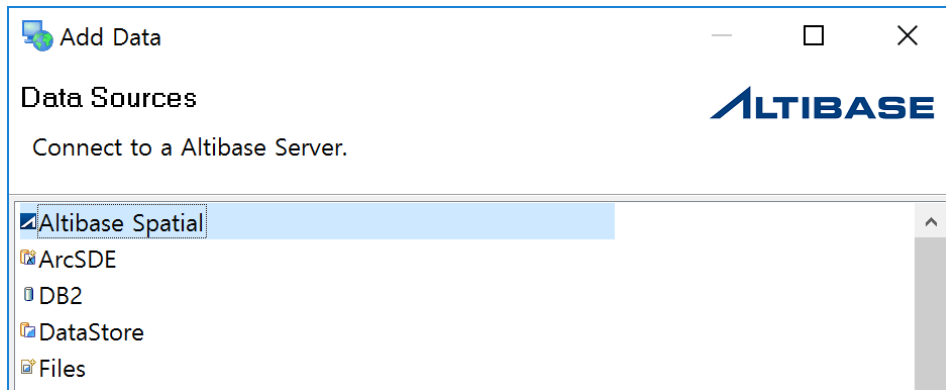 Add Data
Data Sources
ALTIBASE
Connect to a Altibase Server.
Altibase Spatial
ArcSDE
DB2
DataStore
Files